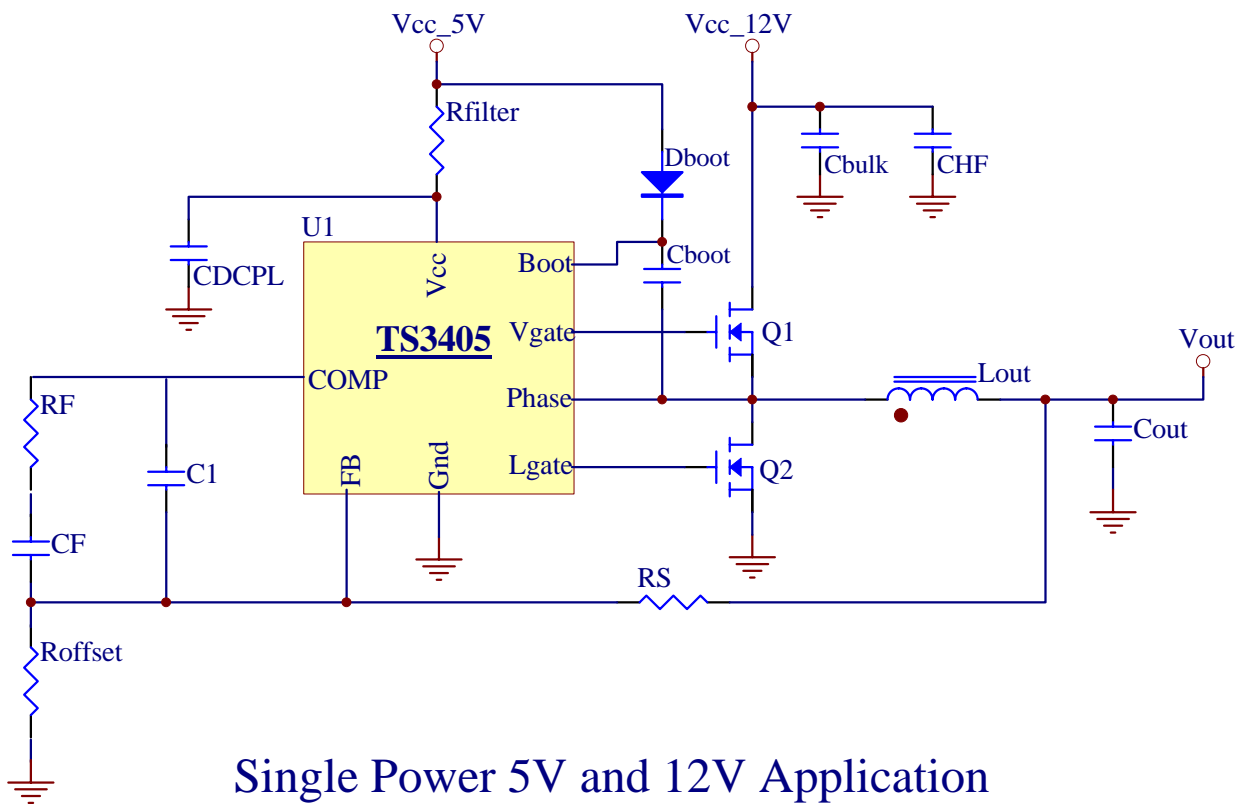 Vcc_5V
Vcc_12V
Rfilter
Dboot
Cbulk
CHF
U1
CDCPL
Vcc
Boot
Cboot
TS3405
Vgate
Q1
Vout
COMP
Phase
Lout
RF
Cout
C1
FB
Gnd
Lgate
Q2
CF
RS
Roffset
Single Power 5V and 12V Application